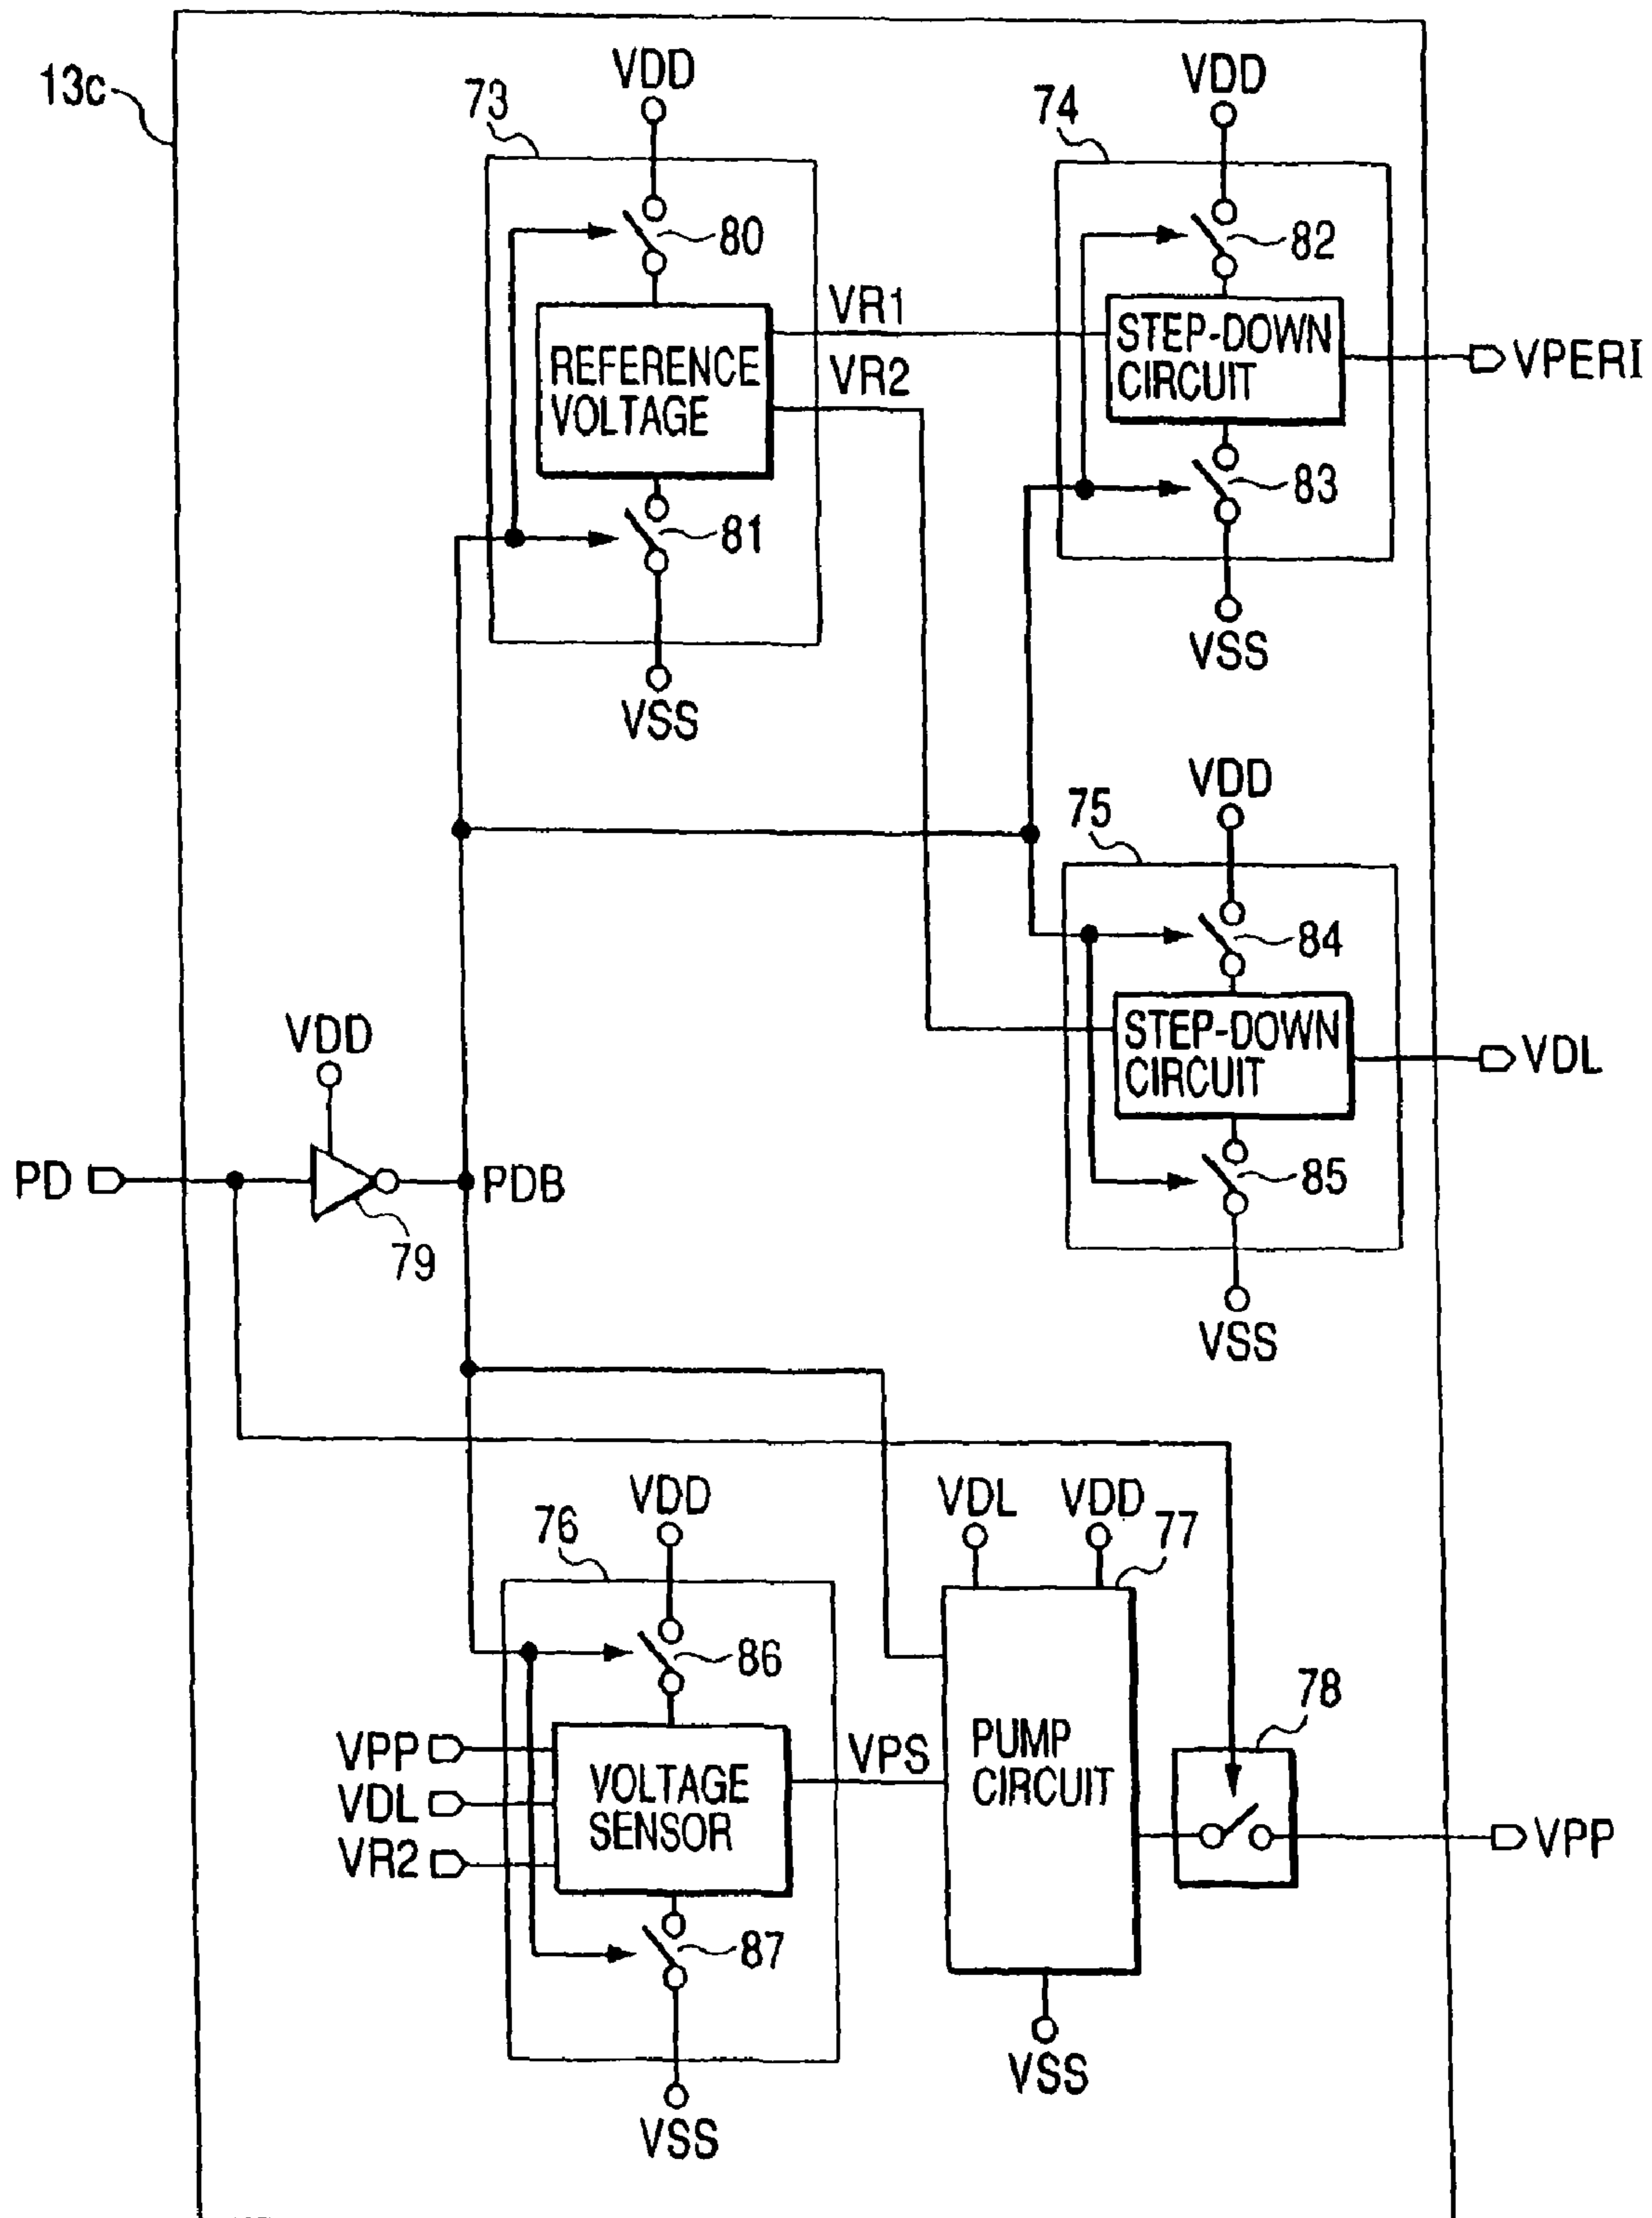 13c
VDD
VDD
73
74
80
82
VR1
REFERENCE
VOLTAGE
STEP-DOWN
CIRCUIT
VPERI
VR2
83
81
VSS
VSS
VDD
75
84
VDD
STEP-DOWN
CIRCUIT
VDL
PD
PDB
85
79
VSS
VDD
VDL
VDD
76
77
86
78
VPP
VDL
VR2
VOLTAGE
SENSOR
VPS
PUMP
CIRCUIT
VPP
87
VSS
VSS